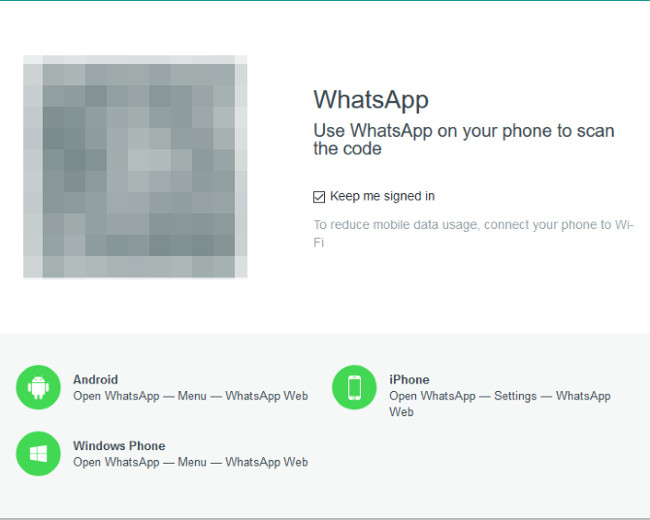 WhatsApp
Use WhatsApp on your phone to scan
the code
Keep me signed in
To reduce mobile data usage, connect your phone to Wi-
Fi
Android
Open WhatsApp — Menu — WhatsApp Web
iPhone
Open WhatsApp — Settings — WhatsApp
Web
Windows Phone
Open WhatsApp — Menu — WhatsApp Web